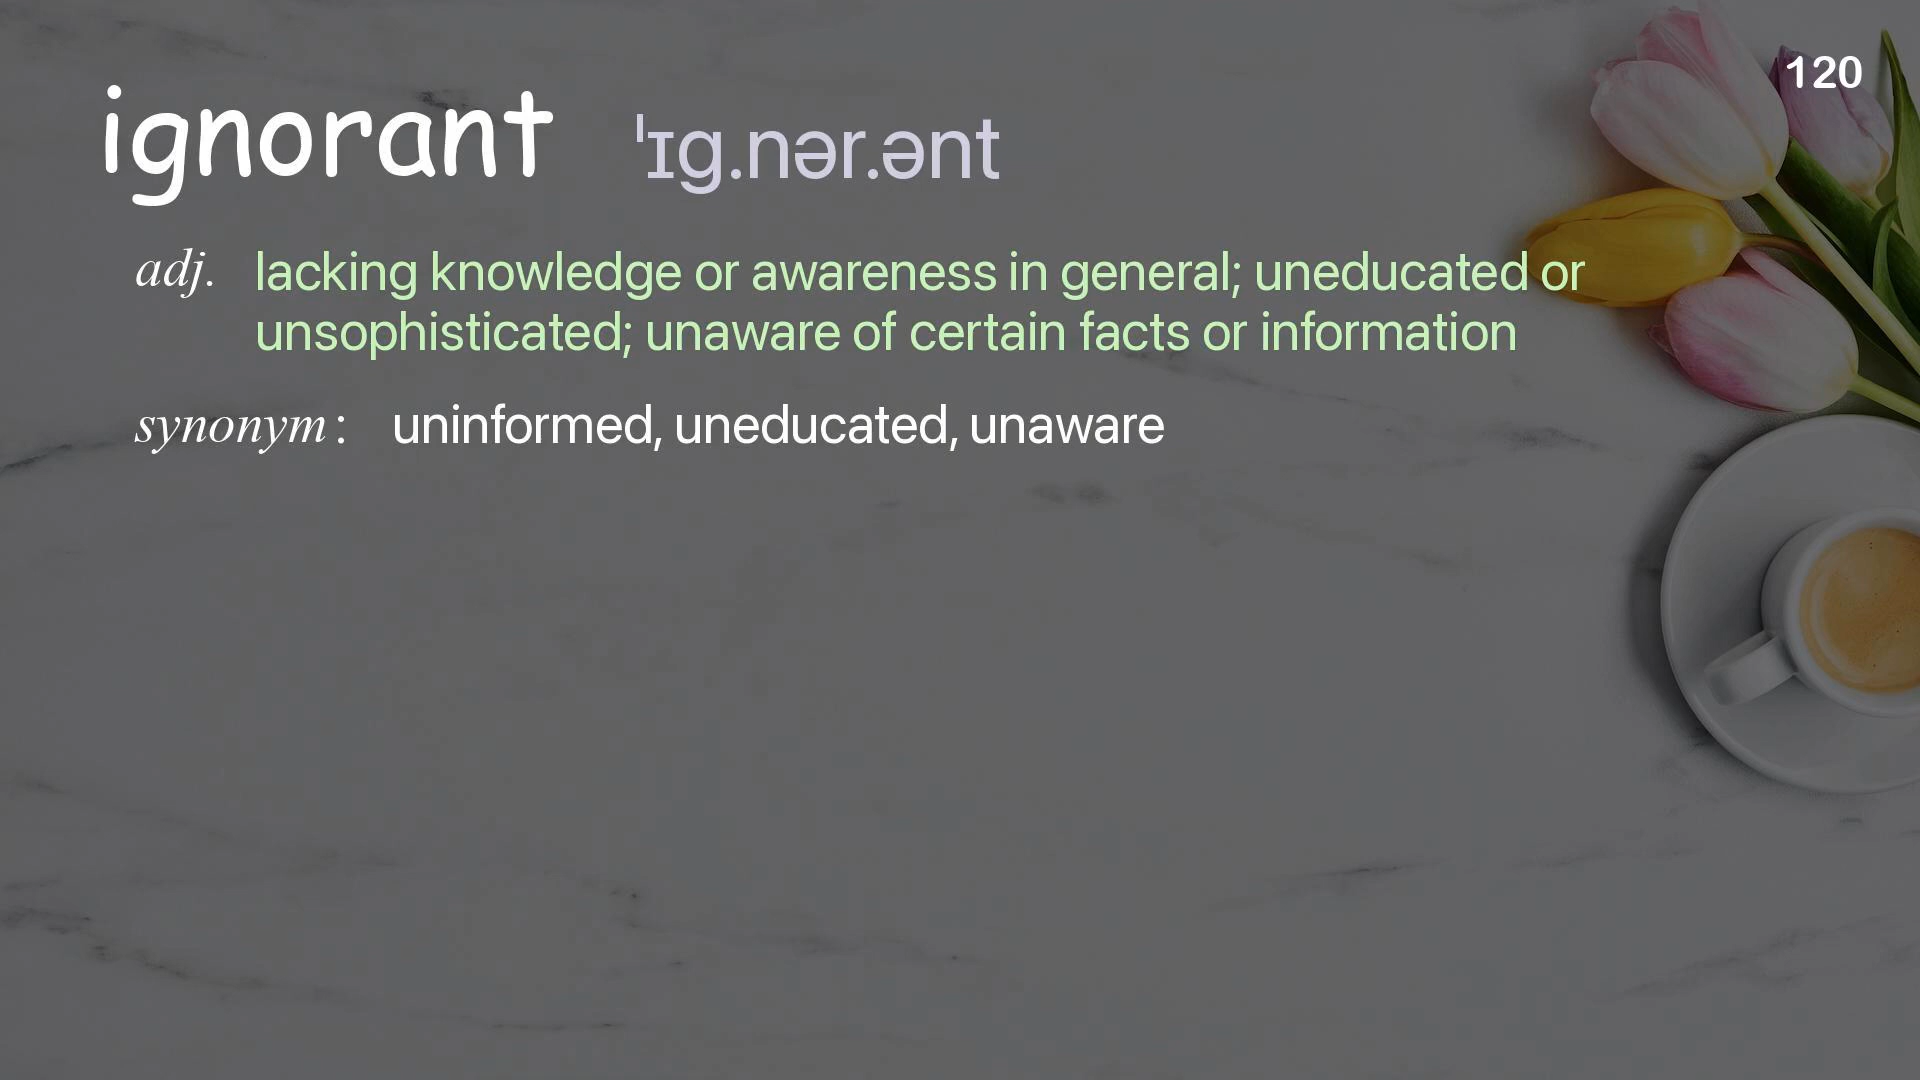 120
ignorant ˈɪɡ.nər.ənt
adj. lacking knowledge or awareness in general; uneducated or
unsophisticated; unaware of certain facts or information
synonym : uninformed, uneducated, unaware